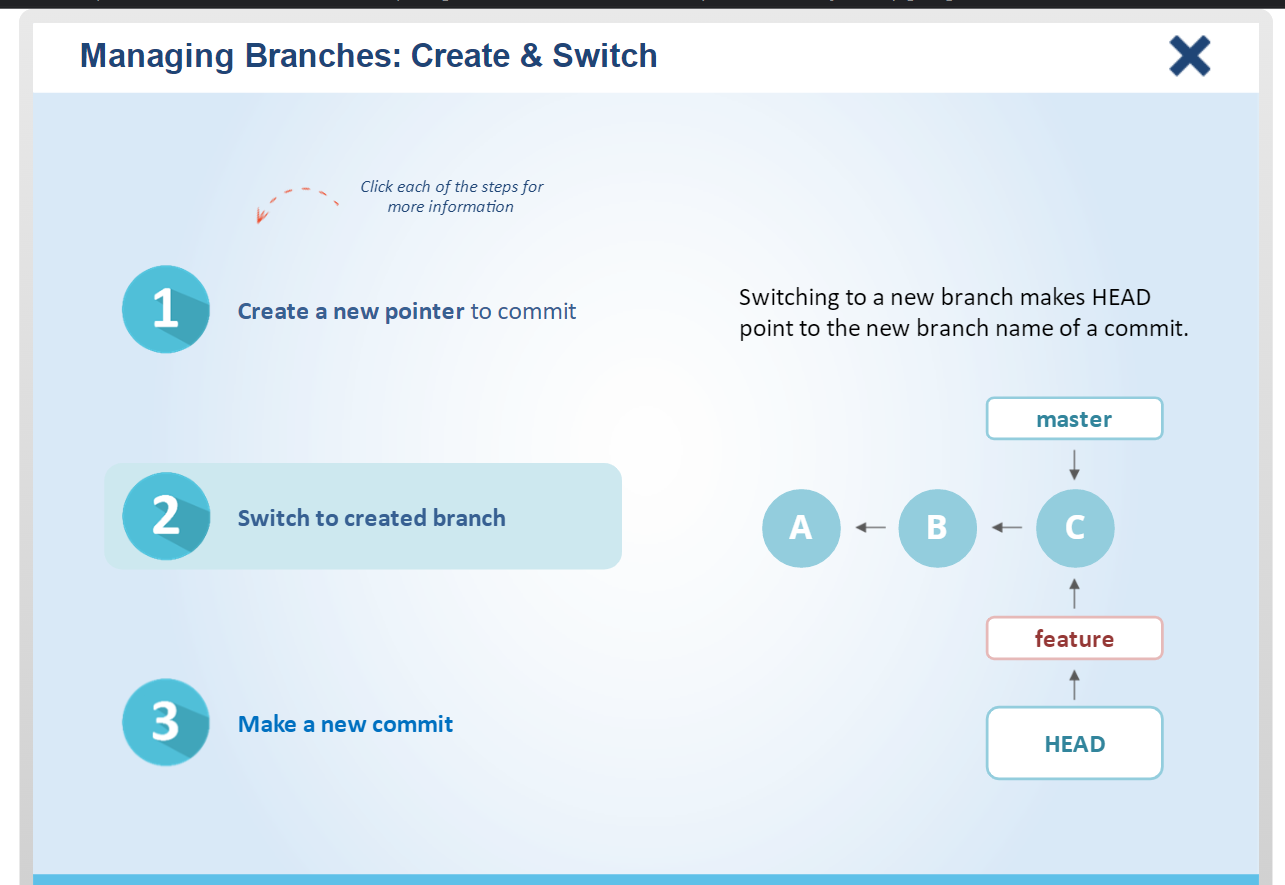 Managing Branches: Create & Switch
Click each of the steps for
more information
1
Create a new pointer to commit
Switching to a new branch makes HEAD
point to the new branch name of a commit.
master
2
Switch to created branch
A
B
C
feature
3
Make a new commit
HEAD